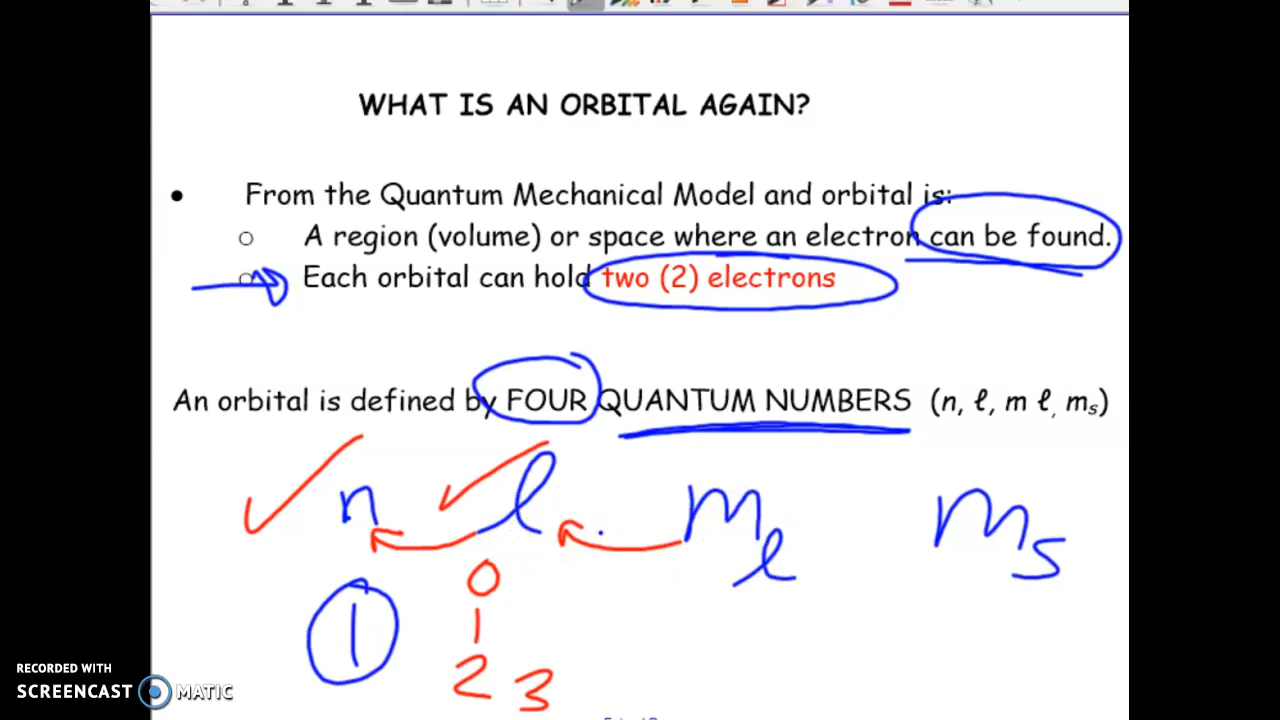 WHAT IS AN ORBITAL AGAIN?
• From the Quantum Mechanical Model and orbital is:
o A region (volume) or space where an electron can be found.
o Each orbital can hold two (2) electrons
An orbital is defined by FOUR QUANTUM NUMBERS (n, ℓ, m ℓ, ms)
n l mℓ ms
1 0
1
2 3
RECORDED WITH
SCREENCAST MATIC